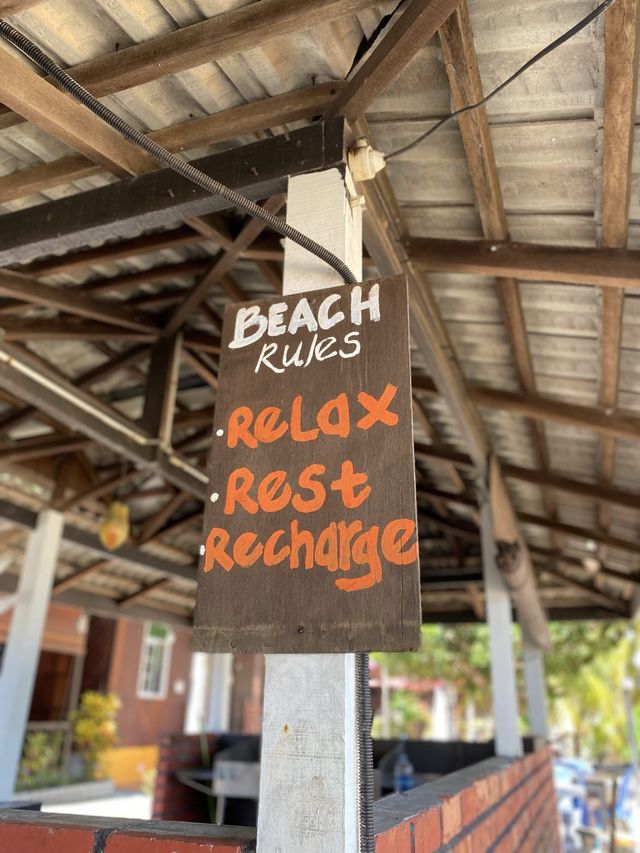 BEACH
Rules
Relax
Rest
Recharge